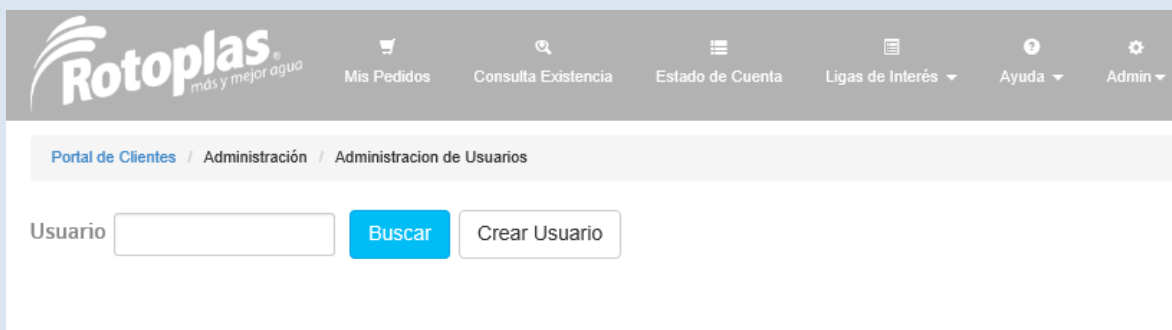 Rotoplas®
más y mejor agua
Mis Pedidos
Consulta Existencia
Estado de Cuenta
Ligas de Interés
Ayuda
Admin
Portal de Clientes / Administración / Administracion de Usuarios
Usuario Buscar Crear Usuario